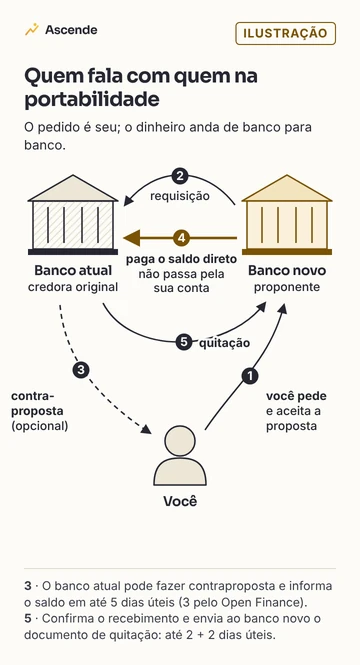 Ascende
ILUSTRAÇÃO
Quem fala com quem na
portabilidade
O pedido é seu; o dinheiro anda de banco para
banco.
2
requisição
4
paga o saldo direto
não passa pela
sua conta
Banco atual
credora original
Banco novo
proponente
5
quitação
3
contra-
proposta
(opcional)
1
você pede
e aceita a
proposta
Você
3 · O banco atual pode fazer contraproposta e informa
o saldo em até 5 dias úteis (3 pelo Open Finance).
5 · Confirma o recebimento e envia ao banco novo o
documento de quitação: até 2 + 2 dias úteis.